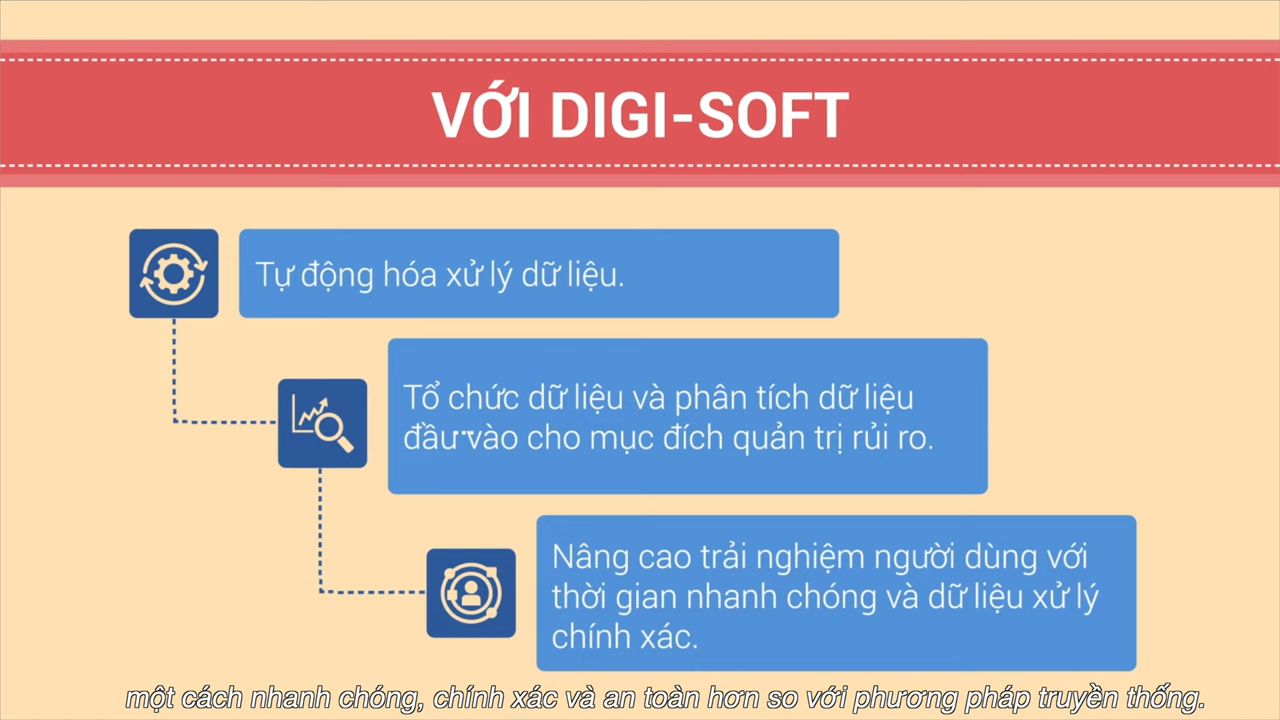 VỚI DIGI-SOFT
Tự động hóa xử lý dữ liệu.
Tổ chức dữ liệu và phân tích dữ liệu
đầu vào cho mục đích quản trị rủi ro.
Nâng cao trải nghiệm người dùng với
thời gian nhanh chóng và dữ liệu xử lý
chính xác.
một cách nhanh chóng, chính xác và an toàn hơn so với phương pháp truyền thống.